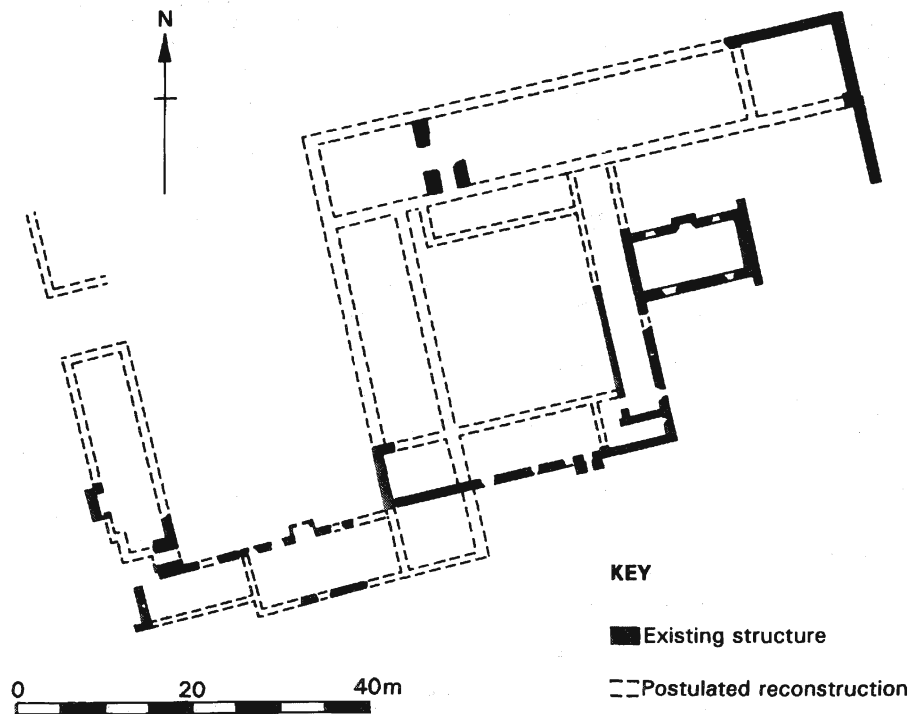 N
KEY
Existing structure
Postulated reconstruction
0 20 40m